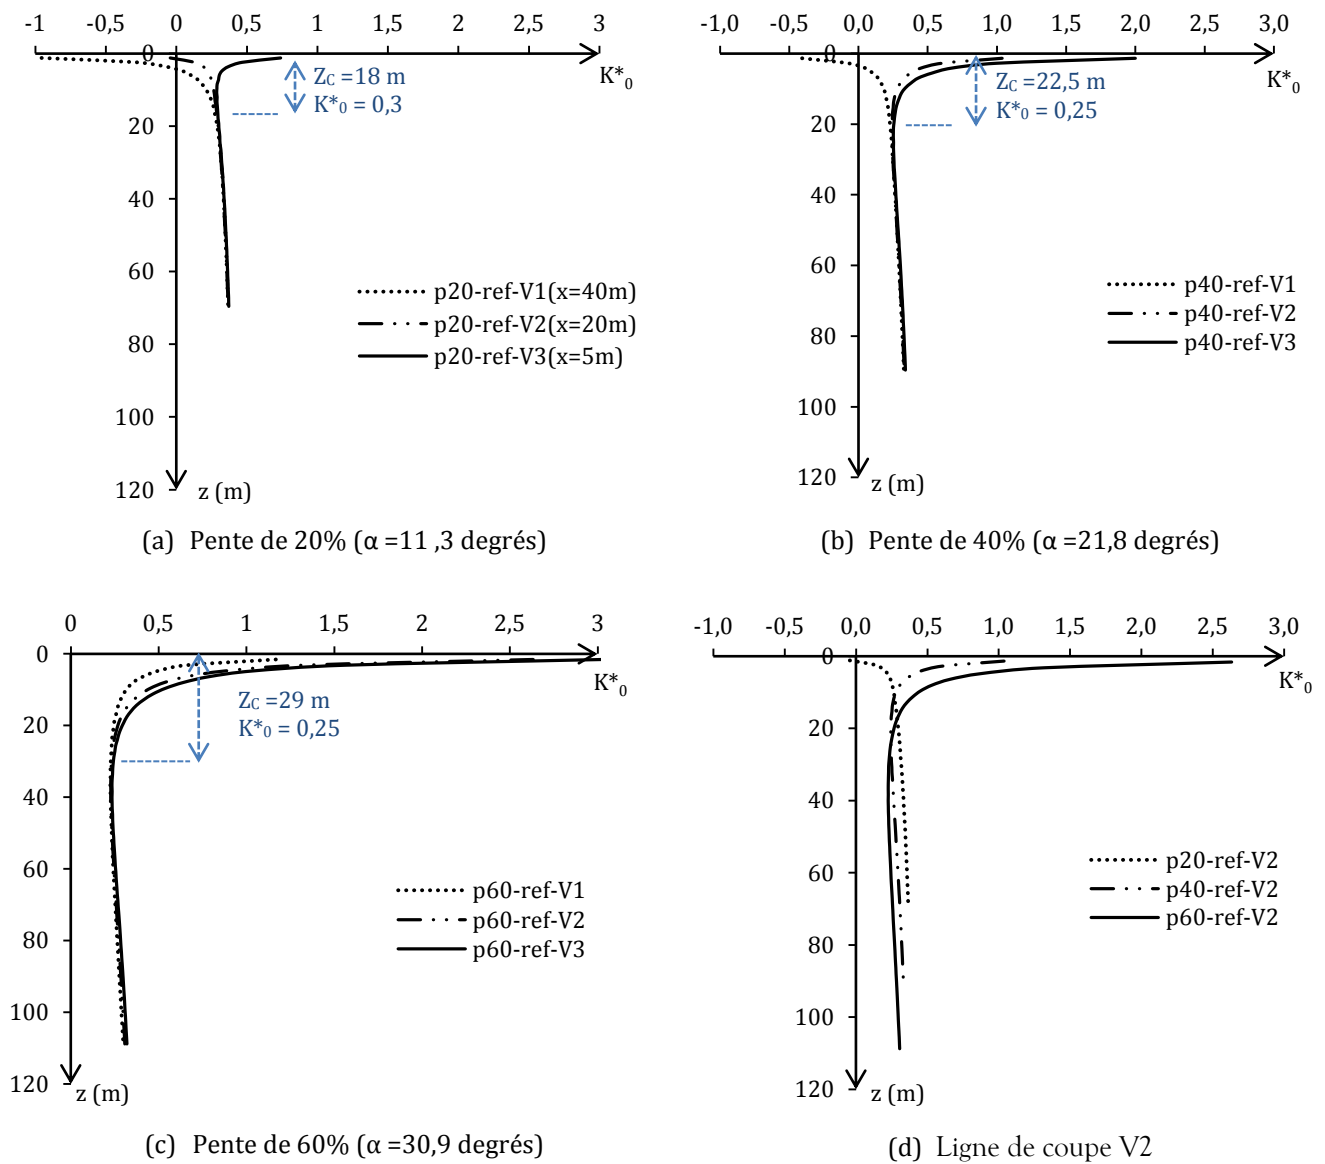 -1 -0,5 0 0,5 1 1,5 2 2,5 3
K*0
0
20
40
60
80
100
120
z (m)
ZC =18 m
K*0 = 0,3
p20-ref-V1(x=40m)
p20-ref-V2(x=20m)
p20-ref-V3(x=5m)
(a) Pente de 20% (α =11 ,3 degrés)
-1,0 -0,5 0,0 0,5 1,0 1,5 2,0 2,5 3,0
K*0
0
20
40
60
80
100
120
z (m)
ZC =22,5 m
K*0 = 0,25
p40-ref-V1
p40-ref-V2
p40-ref-V3
(b) Pente de 40% (α =21,8 degrés)
0 0,5 1 1,5 2 2,5 3
K*0
0
20
40
60
80
100
120
z (m)
ZC =29 m
K*0 = 0,25
p60-ref-V1
p60-ref-V2
p60-ref-V3
(c) Pente de 60% (α =30,9 degrés)
-1,0 -0,5 0,0 0,5 1,0 1,5 2,0 2,5 3,0
K*0
0
20
40
60
80
100
120
z (m)
p20-ref-V2
p40-ref-V2
p60-ref-V2
(d) Ligne de coupe V2